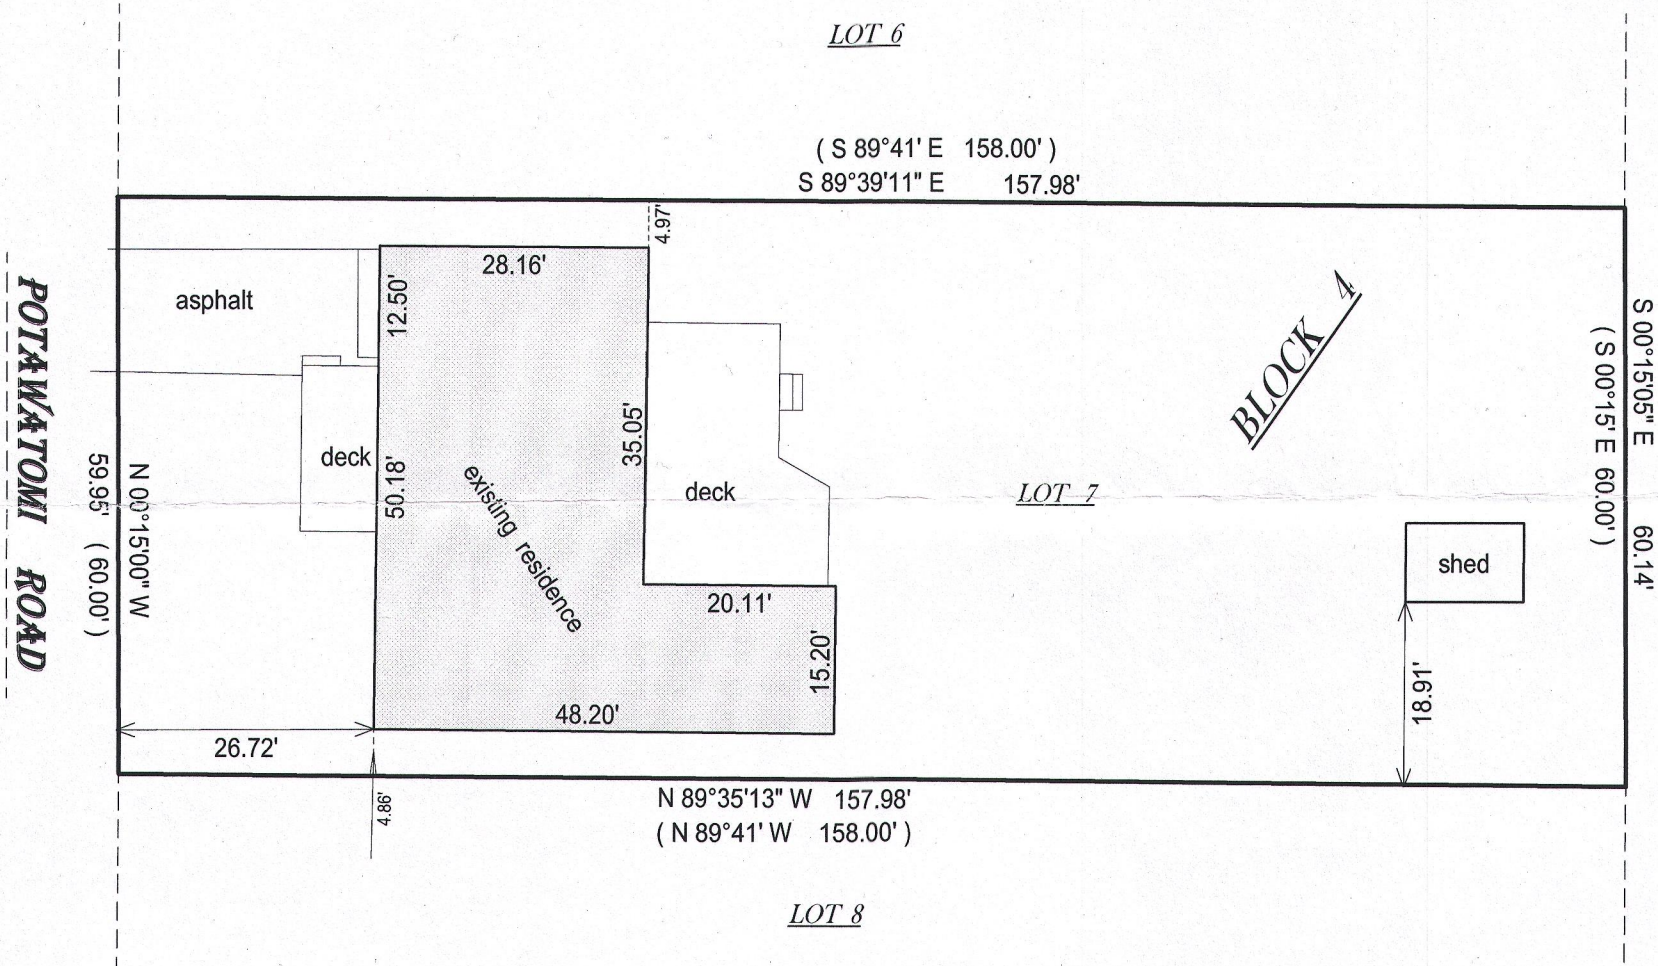 LOT 6
( S 89°41' E 158.00' )
S 89°39'11" E 157.98'
4.97'
28.16'
asphalt
12.50'
BLOCK 4
S 00°15'05" E 60.14'
( S 00°15' E 60.00' )
POTAWATOMI ROAD
N 00°15'00" W
59.95' ( 60.00' )
deck
50.18'
existing residence
35.05'
deck
LOT 7
shed
20.11'
15.20'
18.91'
48.20'
26.72'
4.86'
N 89°35'13" W 157.98'
( N 89°41' W 158.00' )
LOT 8